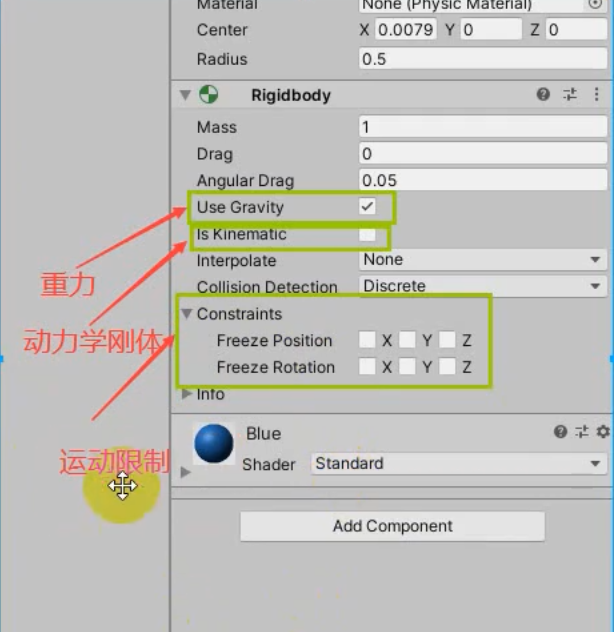 Material None (Physic Material)
Center X 0.0079 Y 0 Z 0
Radius 0.5
Rigidbody
Mass 1
Drag 0
Angular Drag 0.05
Use Gravity
Is Kinematic
重力
Interpolate None
Collision Detection Discrete
动力学刚体
Constraints
Freeze Position X Y Z
Freeze Rotation X Y Z
Info
运动限制
Blue
Shader Standard
Add Component